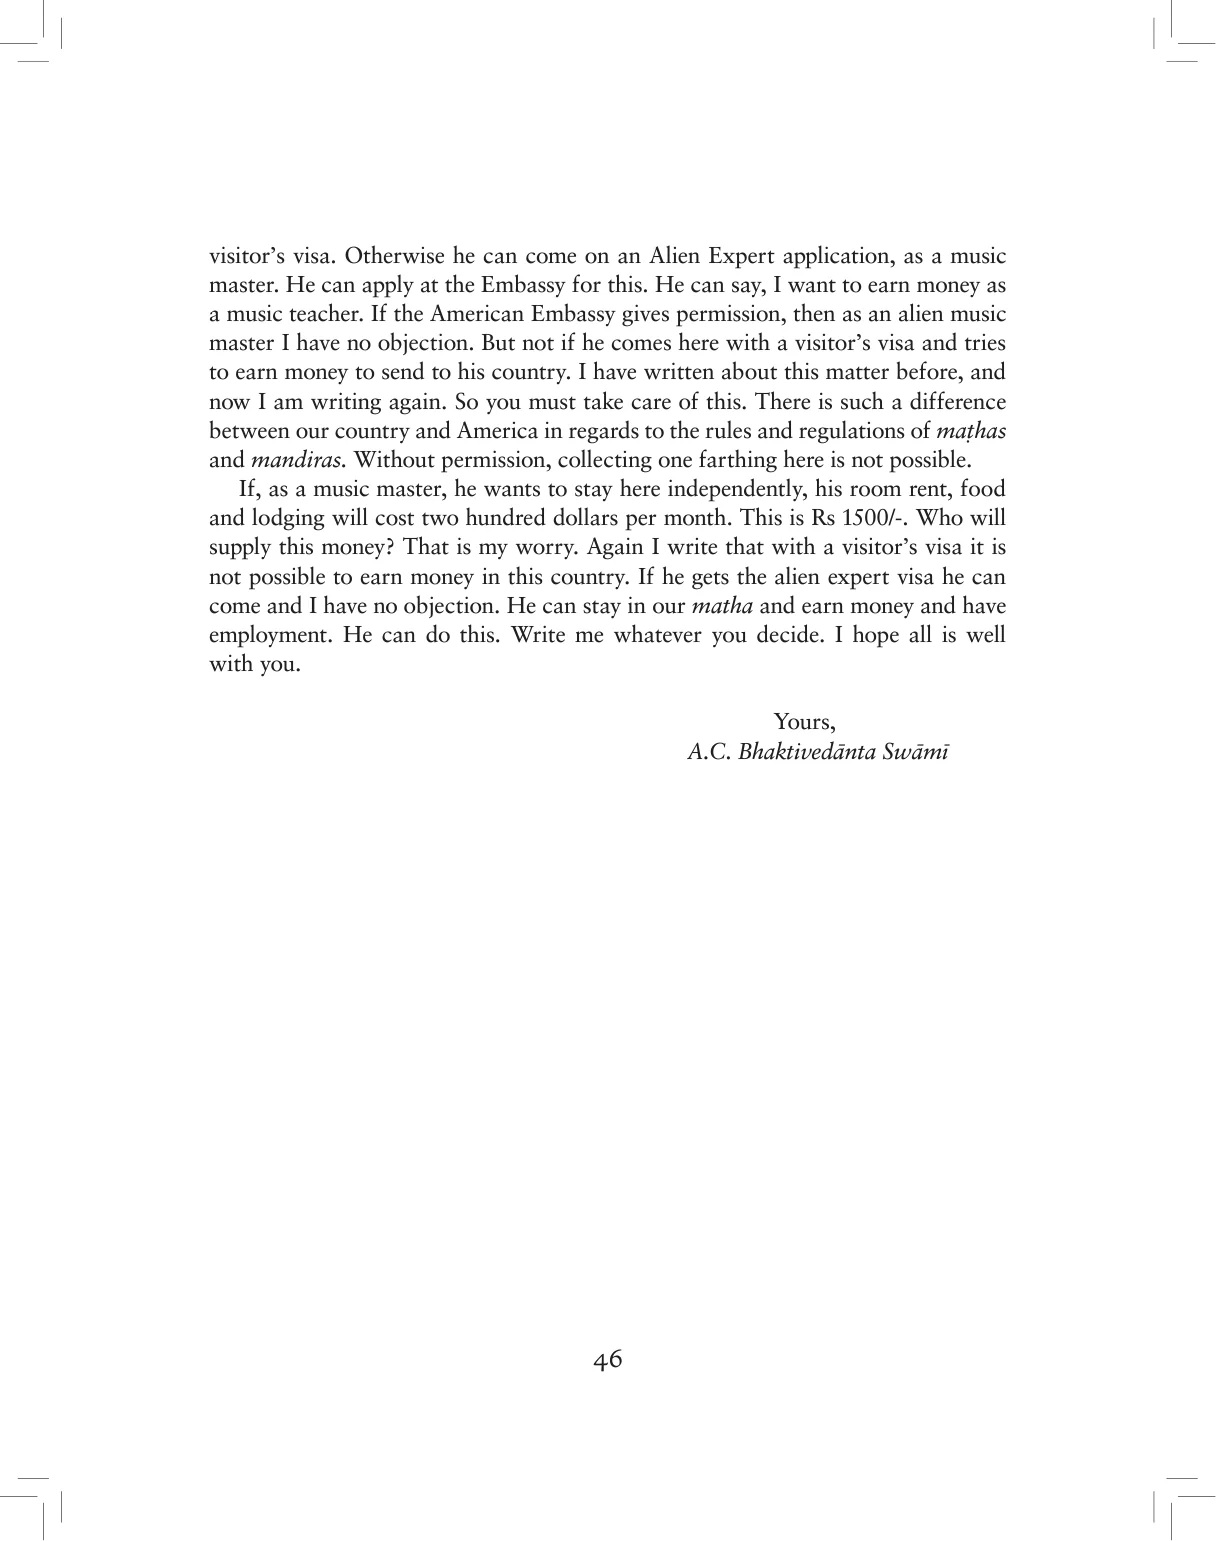 visitor’s visa. Otherwise he can come on an Alien Expert application, as a music
master. He can apply at the Embassy for this. He can say, I want to earn money as
a music teacher. If the American Embassy gives permission, then as an alien music
master I have no objection. But not if he comes here with a visitor’s visa and tries
to earn money to send to his country. I have written about this matter before, and
now I am writing again. So you must take care of this. There is such a difference
between our country and America in regards to the rules and regulations of maṭhas
and mandiras. Without permission, collecting one farthing here is not possible.
If, as a music master, he wants to stay here independently, his room rent, food
and lodging will cost two hundred dollars per month. This is Rs 1500/-. Who will
supply this money? That is my worry. Again I write that with a visitor’s visa it is
not possible to earn money in this country. If he gets the alien expert visa he can
come and I have no objection. He can stay in our matha and earn money and have
employment. He can do this. Write me whatever you decide. I hope all is well
with you.
Yours,
A.C. Bhaktivedānta Swāmī
46